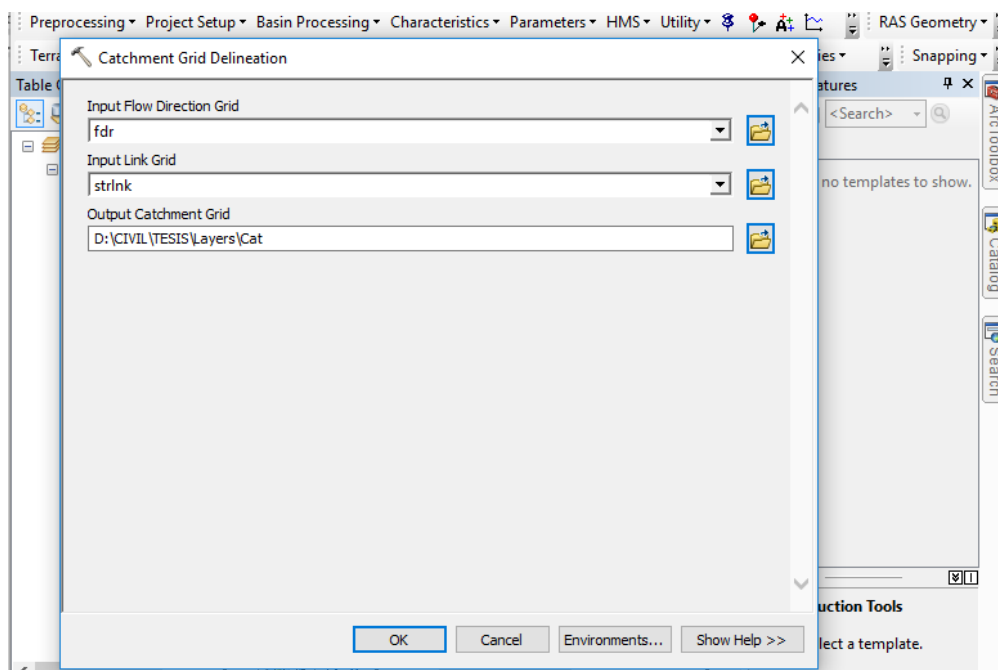 Preprocessing Project Setup Basin Processing Characteristics Parameters HMS Utility RAS Geometry
Terra
Catchment Grid Delineation
ies Snapping
Table
atures
Input Flow Direction Grid
fdr
<Search>
ArcToolbox
Input Link Grid
strlnk
no templates to show.
Output Catchment Grid
D:\CIVIL\TESIS\Layers\Cat
Catalog
Search
uction Tools
OK Cancel Environments... Show Help >>
lect a template.